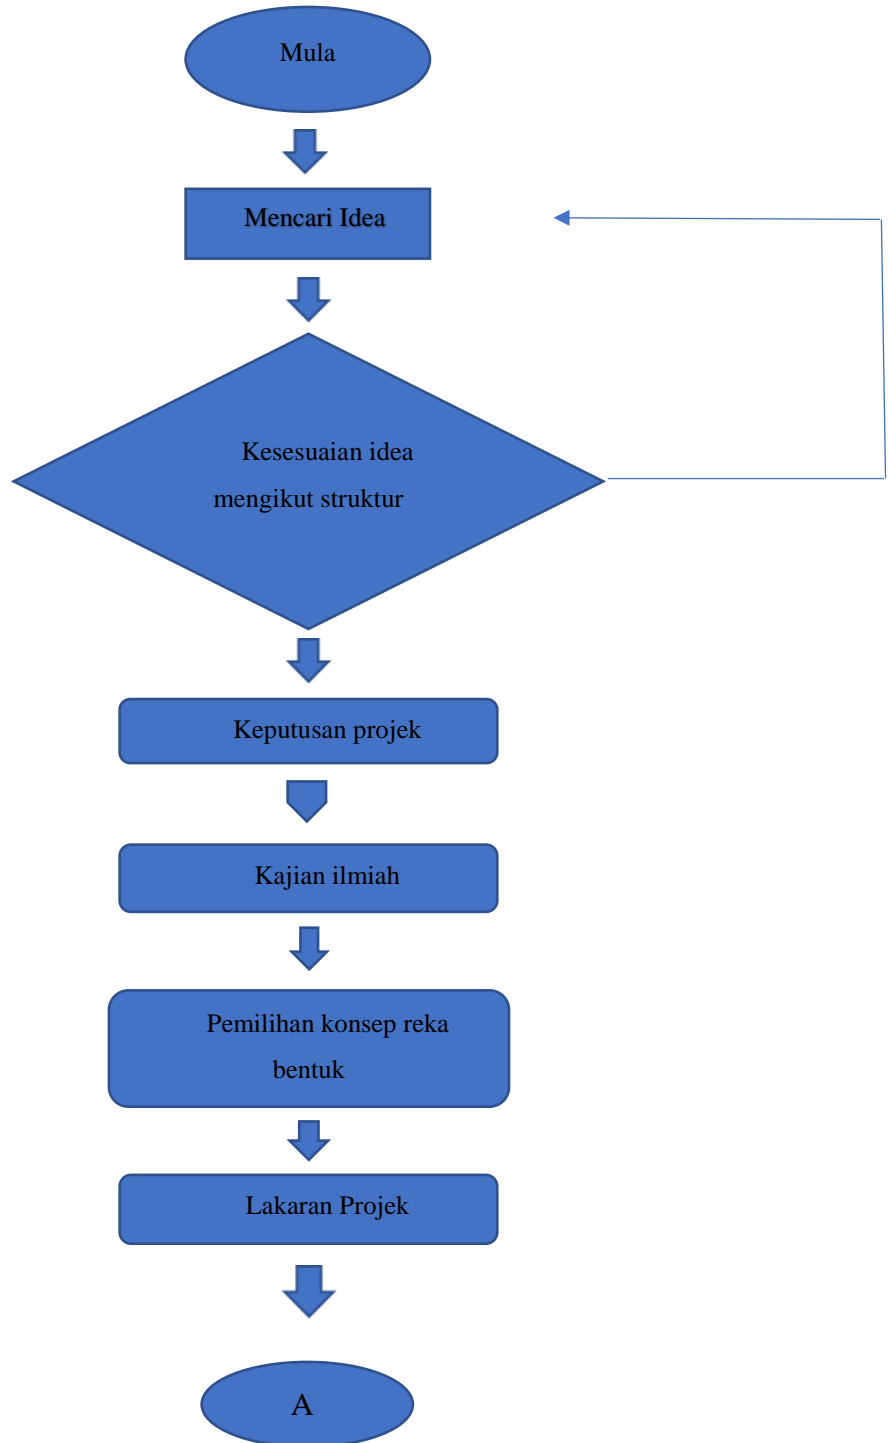 Mula
Mencari Idea
Kesesuaian idea
mengikut struktur
Keputusan projek
Kajian ilmiah
Pemilihan konsep reka
bentuk
Lakaran Projek
A